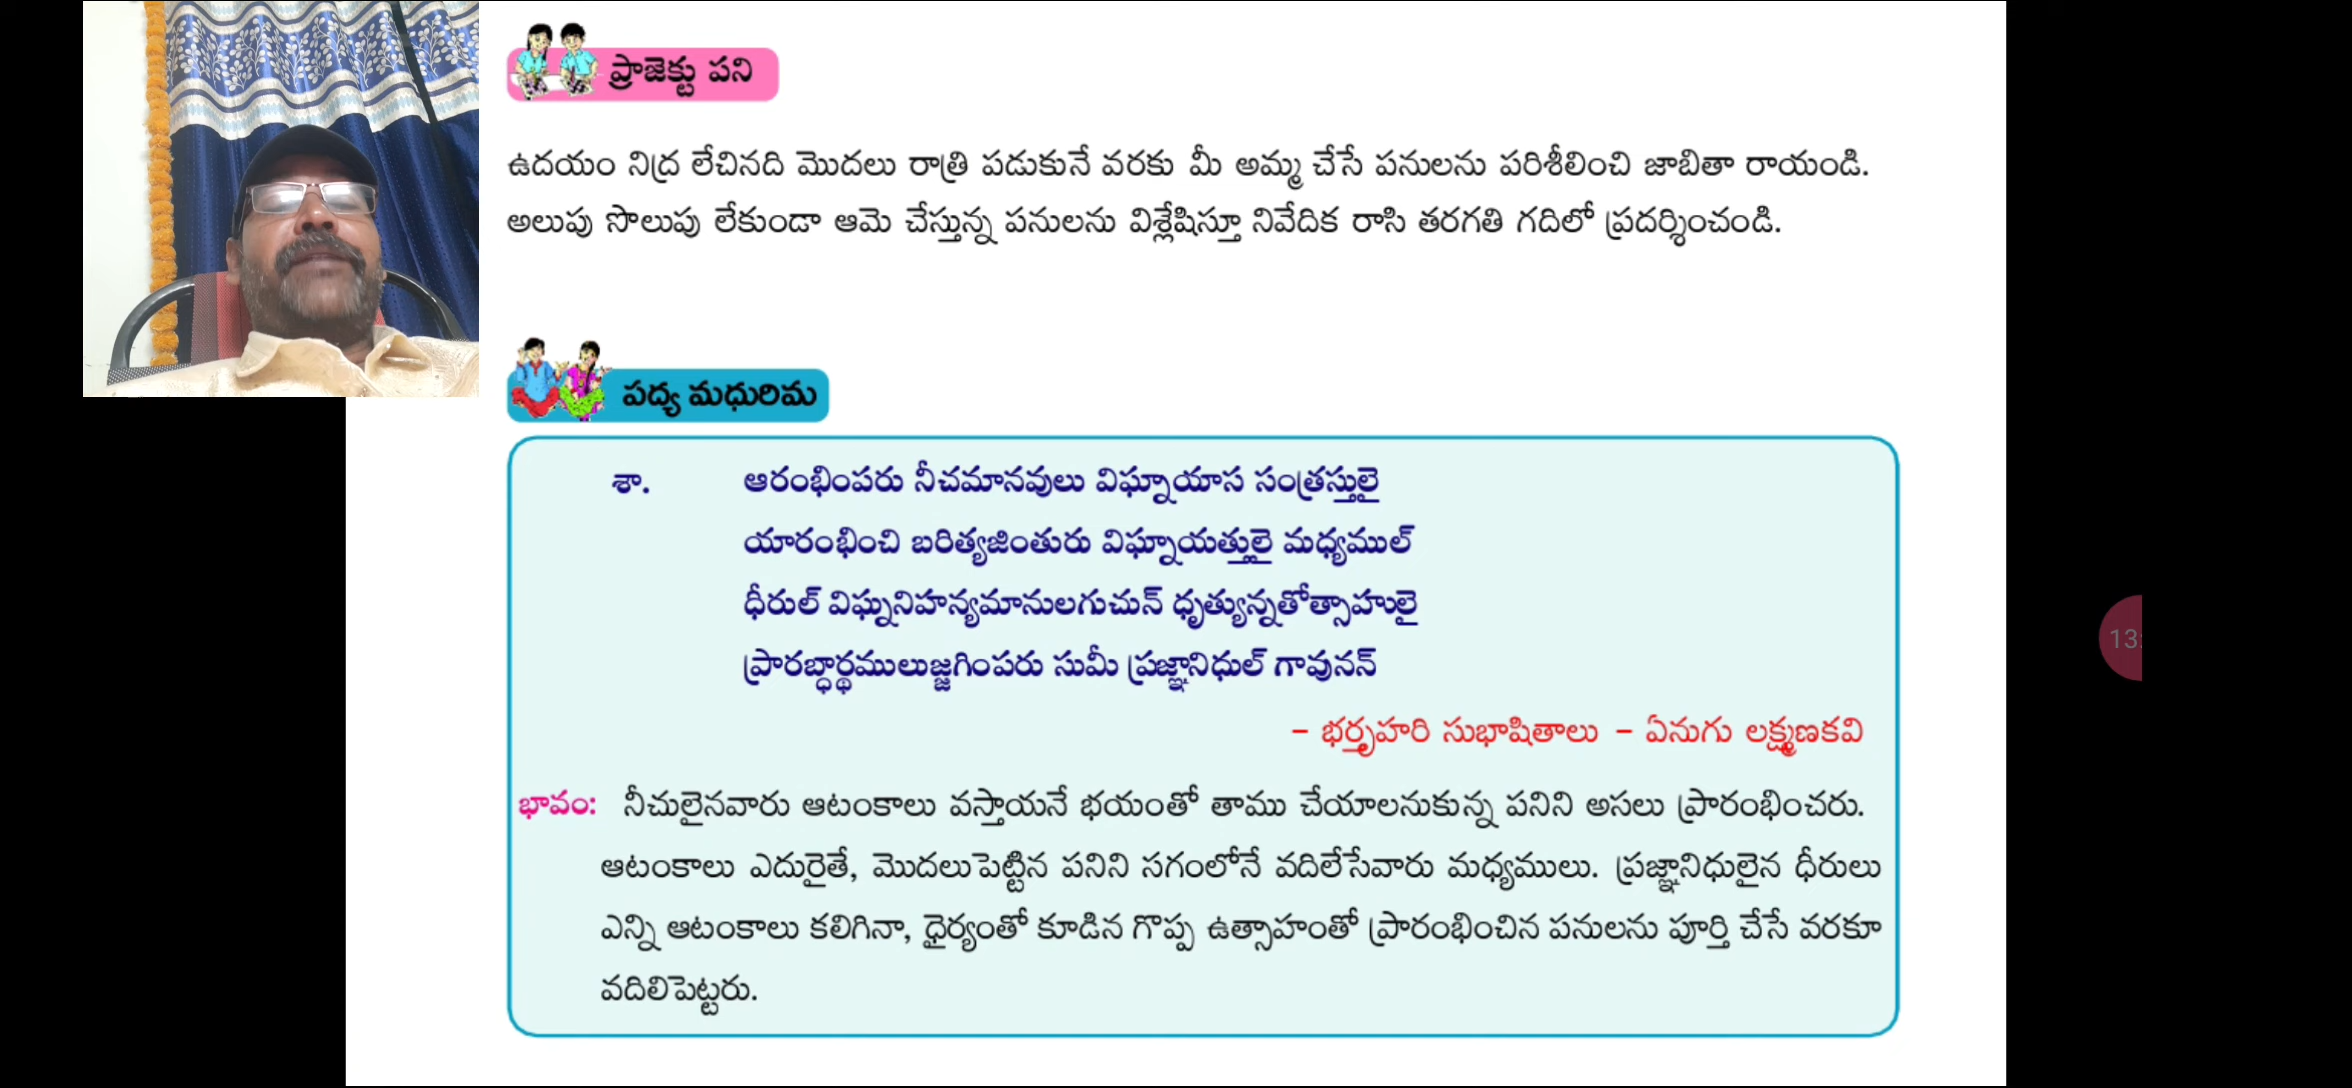 ప్రాజెక్టు పని
ఉదయం నిద్ర లేచినది మొదలు రాత్రి పడుకునే వరకు మీ అమ్మ చేసే పనులను పరిశీలించి జాబితా రాయండి.
అలుపు సొలుపు లేకుండా ఆమె చేస్తున్న పనులను విశ్లేషిస్తూ నివేదిక రాసి తరగతి గదిలో ప్రదర్శించండి.
పద్య మధురిమ
శా. ఆరంభింపరు నీచమానవులు విఘ్నాయాస సంత్రస్తులై
యారంభించి బరిత్యజింతురు విఘ్నాయత్తులై మధ్యముల్
ధీరుల్ విఘ్ననిహన్యమానులగుచున్ ధృత్యున్నతోత్సాహులై
ప్రారబ్ధార్థములుజ్జగింపరు సుమీ ప్రజ్ఞానిధుల్ గావునన్
– భర్తృహరి సుభాషితాలు – ఏనుగు లక్ష్మణకవి
భావం: నీచులైనవారు ఆటంకాలు వస్తాయనే భయంతో తాము చేయాలనుకున్న పనిని అసలు ప్రారంభించరు.
ఆటంకాలు ఎదురైతే, మొదలుపెట్టిన పనిని సగంలోనే వదిలేసేవారు మధ్యములు. ప్రజ్ఞానిధులైన ధీరులు
ఎన్ని ఆటంకాలు కలిగినా, ధైర్యంతో కూడిన గొప్ప ఉత్సాహంతో ప్రారంభించిన పనులను పూర్తి చేసే వరకూ
వదిలిపెట్టరు.
13: